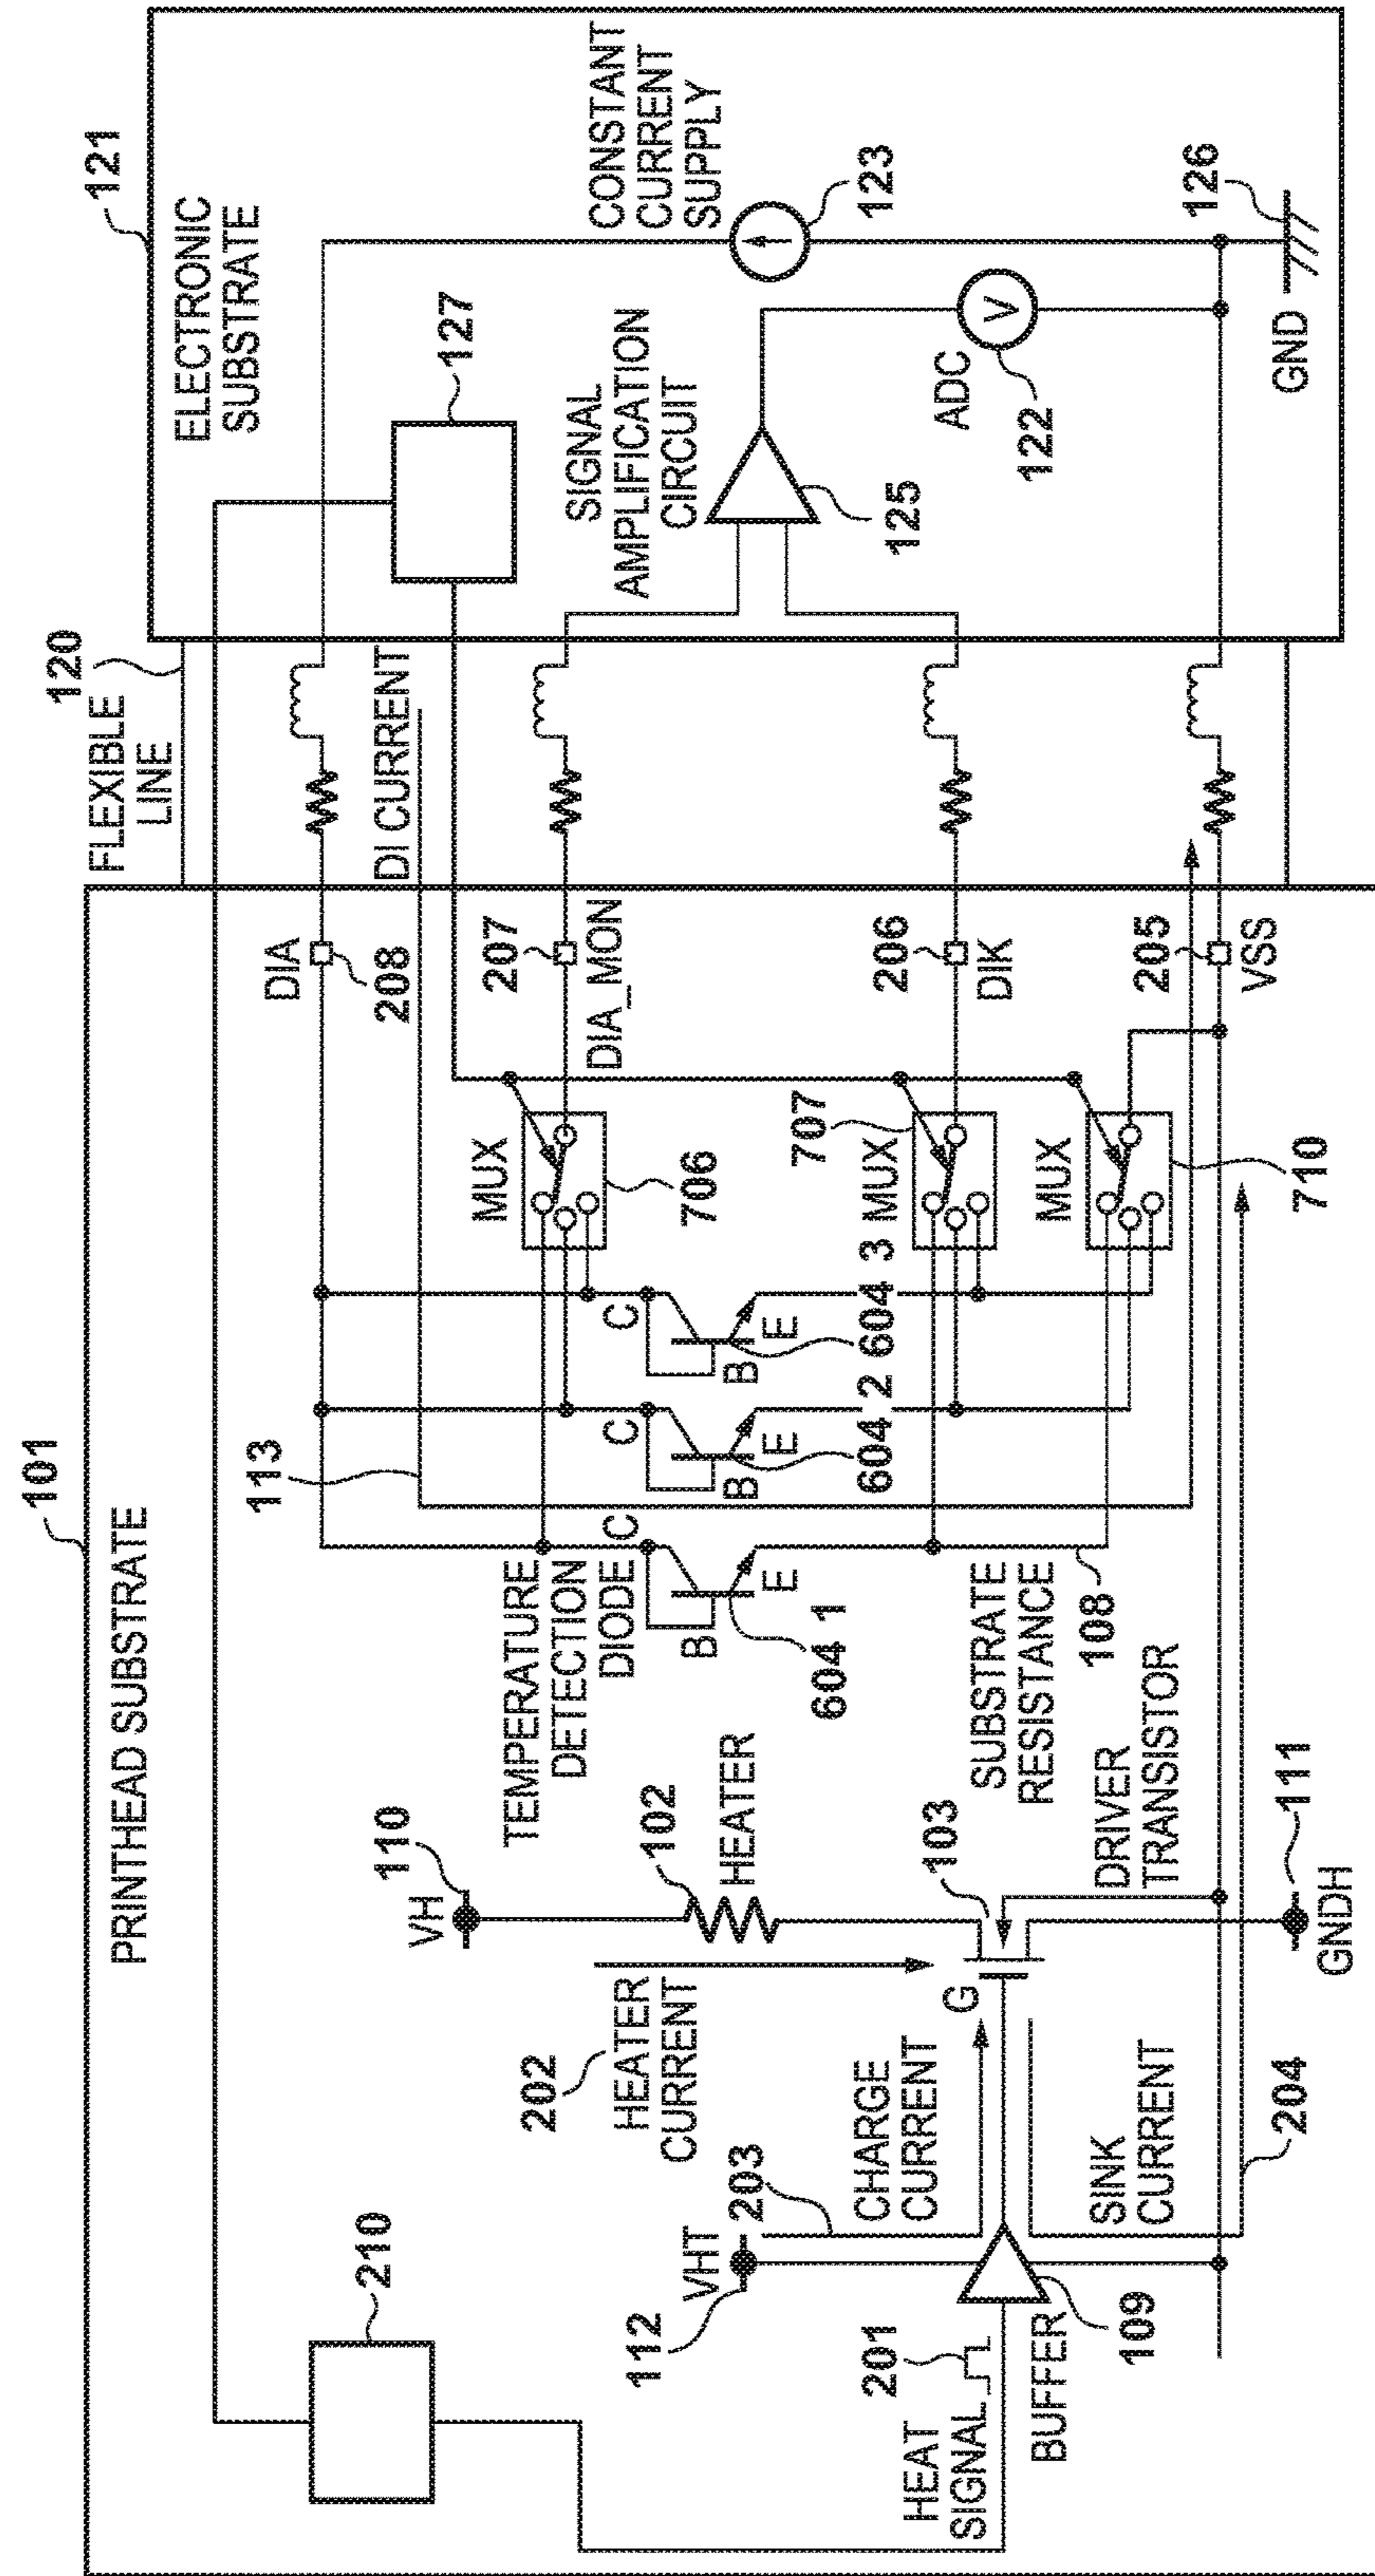 101
PRINTHEAD SUBSTRATE
120
FLEXIBLE
LINE
121
ELECTRONIC
SUBSTRATE
210
VH
110
202
HEATER
CURRENT
102
HEATER
VHT
112
203
CHARGE
CURRENT
201
HEAT
SIGNAL
BUFFER
109
G
103
SINK
CURRENT
204
DRIVER
TRANSISTOR
GNDH
111
113
TEMPERATURE
DETECTION
DIODE
C
B
E
604 1
C
B
E
604 2
C
B
E
604 3
SUBSTRATE
RESISTANCE
108
MUX
706
MUX
707
MUX
710
DIA
208
DI CURRENT
207
DIA_MON
206
DIK
205
VSS
127
SIGNAL
AMPLIFICATION
CIRCUIT
125
CONSTANT
CURRENT
SUPPLY
123
ADC
V
122
GND
126